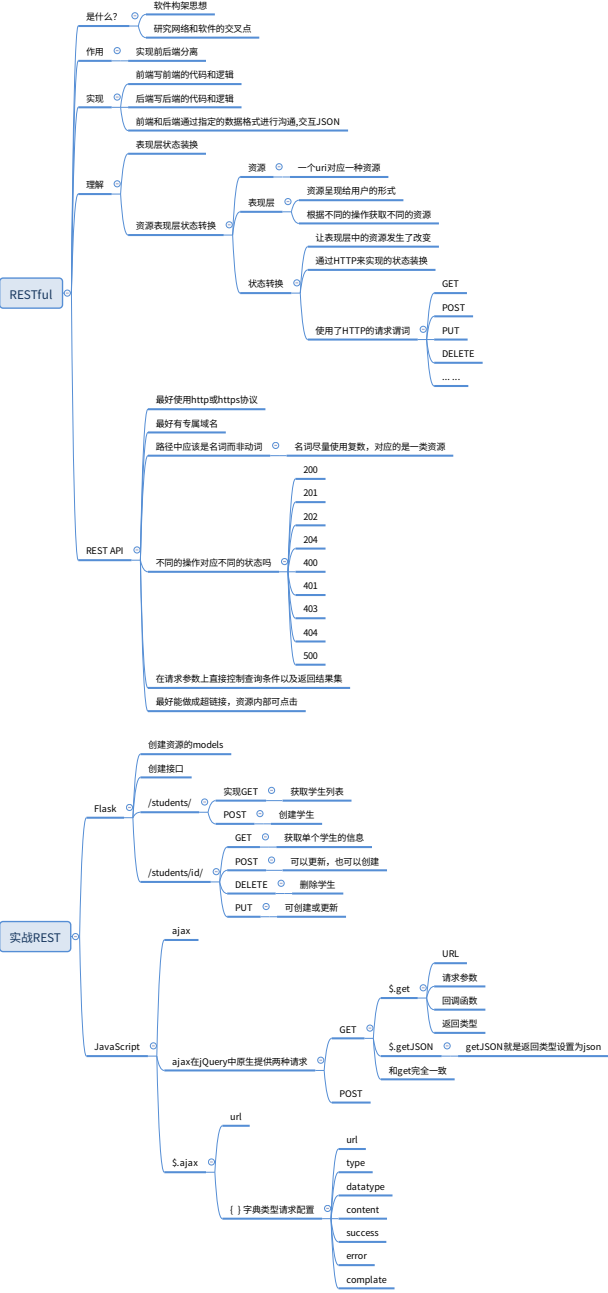 RESTful
是什么？
软件构架思想
研究网络和软件的交叉点
作用
实现前后端分离
实现
前端写前端的代码和逻辑
后端写后端的代码和逻辑
前端和后端通过指定的数据格式进行沟通,交互JSON
理解
表现层状态装换
资源表现层状态转换
资源
一个uri对应一种资源
表现层
资源呈现给用户的形式
根据不同的操作获取不同的资源
状态转换
让表现层中的资源发生了改变
通过HTTP来实现的状态装换
使用了HTTP的请求谓词
GET
POST
PUT
DELETE
... ...
REST API
最好使用http或https协议
最好有专属域名
路径中应该是名词而非动词
名词尽量使用复数，对应的是一类资源
不同的操作对应不同的状态吗
200
201
202
204
400
401
403
404
500
在请求参数上直接控制查询条件以及返回结果集
最好能做成超链接，资源内部可点击
实战REST
Flask
创建资源的models
创建接口
/students/
实现GET
获取学生列表
POST
创建学生
/students/id/
GET
获取单个学生的信息
POST
可以更新，也可以创建
DELETE
删除学生
PUT
可创建或更新
JavaScript
ajax
ajax在jQuery中原生提供两种请求
GET
$.get
URL
请求参数
回调函数
返回类型
$.getJSON
getJSON就是返回类型设置为json
和get完全一致
POST
$.ajax
url
{ } 字典类型请求配置
url
type
datatype
content
success
error
complate